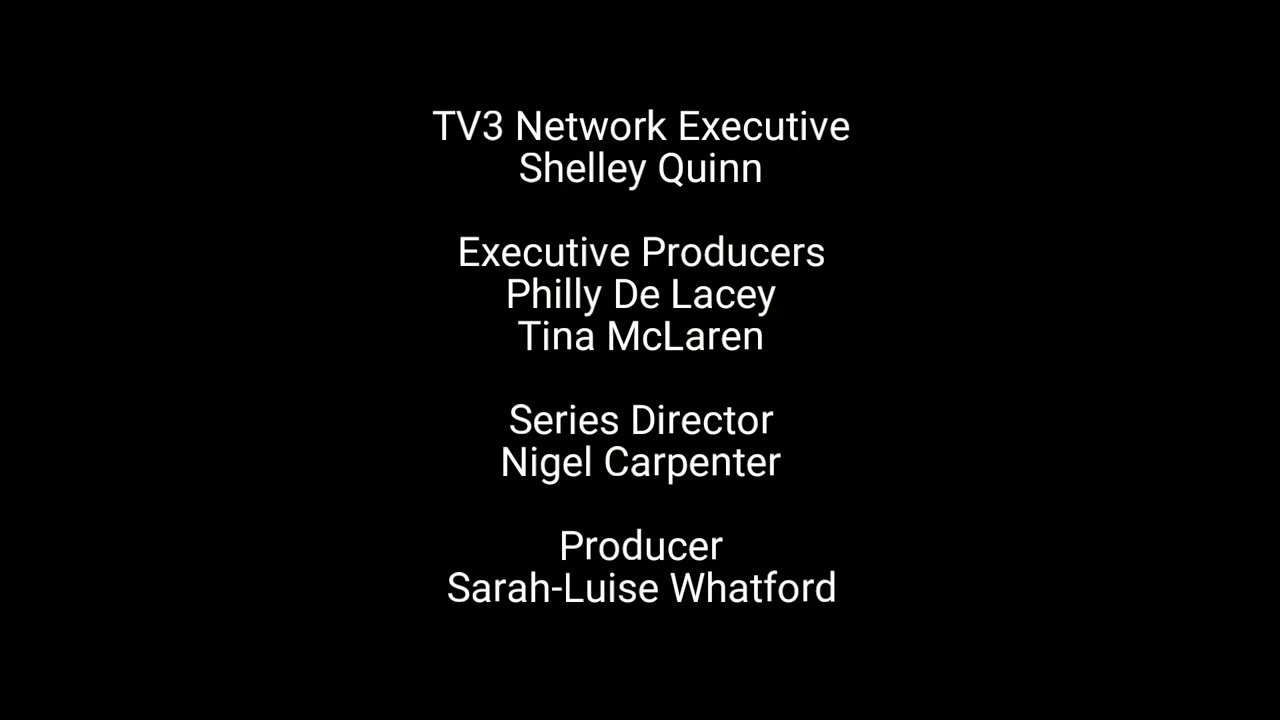 TV3 Network Executive
Shelley Quinn
Executive Producers
Philly De Lacey
Tina McLaren
Series Director
Nigel Carpenter
Producer
Sarah-Luise Whatford